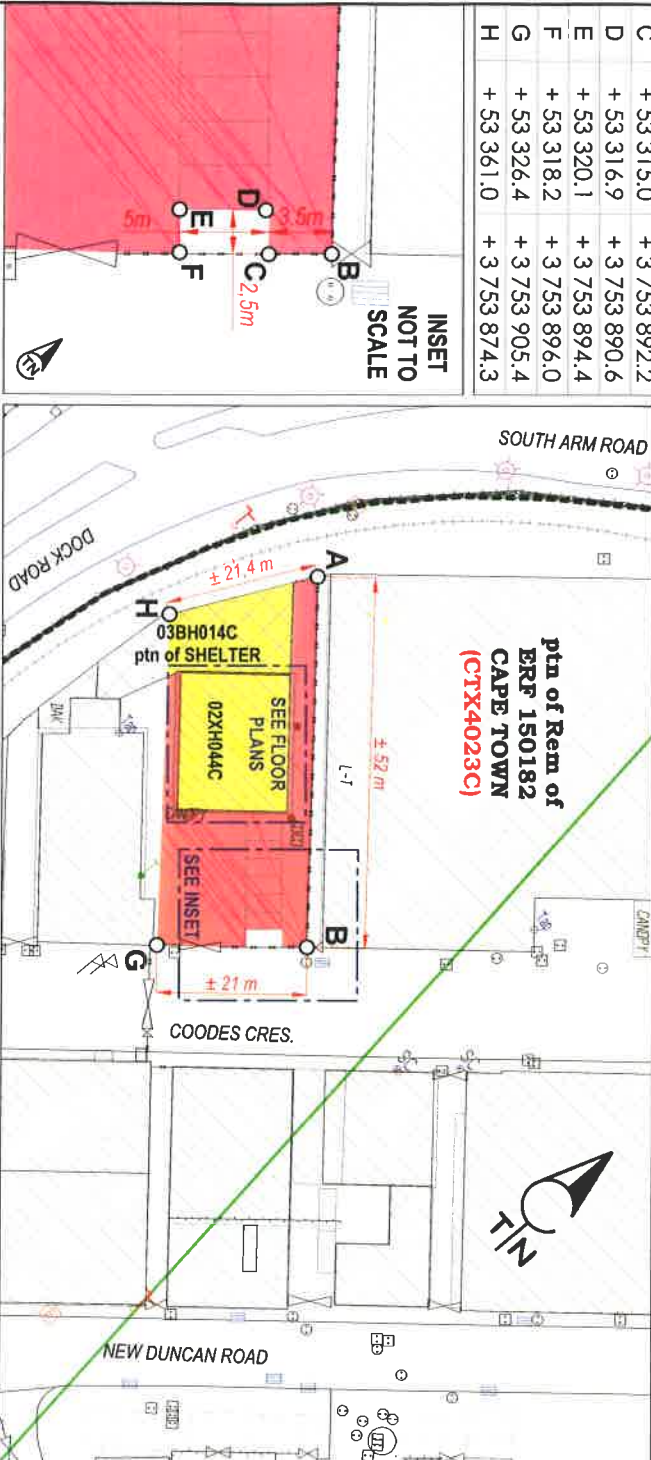 C + 53 315.0 + 3 753 892.2
D + 53 316.9 + 3 753 890.6
E + 53 320.1 + 3 753 894.4
F + 53 318.2 + 3 753 896.0
G + 53 326.4 + 3 753 905.4
H + 53 361.0 + 3 753 874.3
INSET
NOT TO
SCALE
B
3.5m
C
D
2,5m
5m
E
F
TN
SOUTH ARM ROAD
DOCK ROAD
T
A
± 21,4 m
H
03BH014C
ptn of SHELTER
ptn of Rem of
ERF 150182
CAPE TOWN
(CTX4023C)
± 52 m
L-T
SEE FLOOR
PLANS
02XH044C
SEE INSET
B
G
± 21 m
CANOPY
COODES CRES.
T/N
NEW DUNCAN ROAD